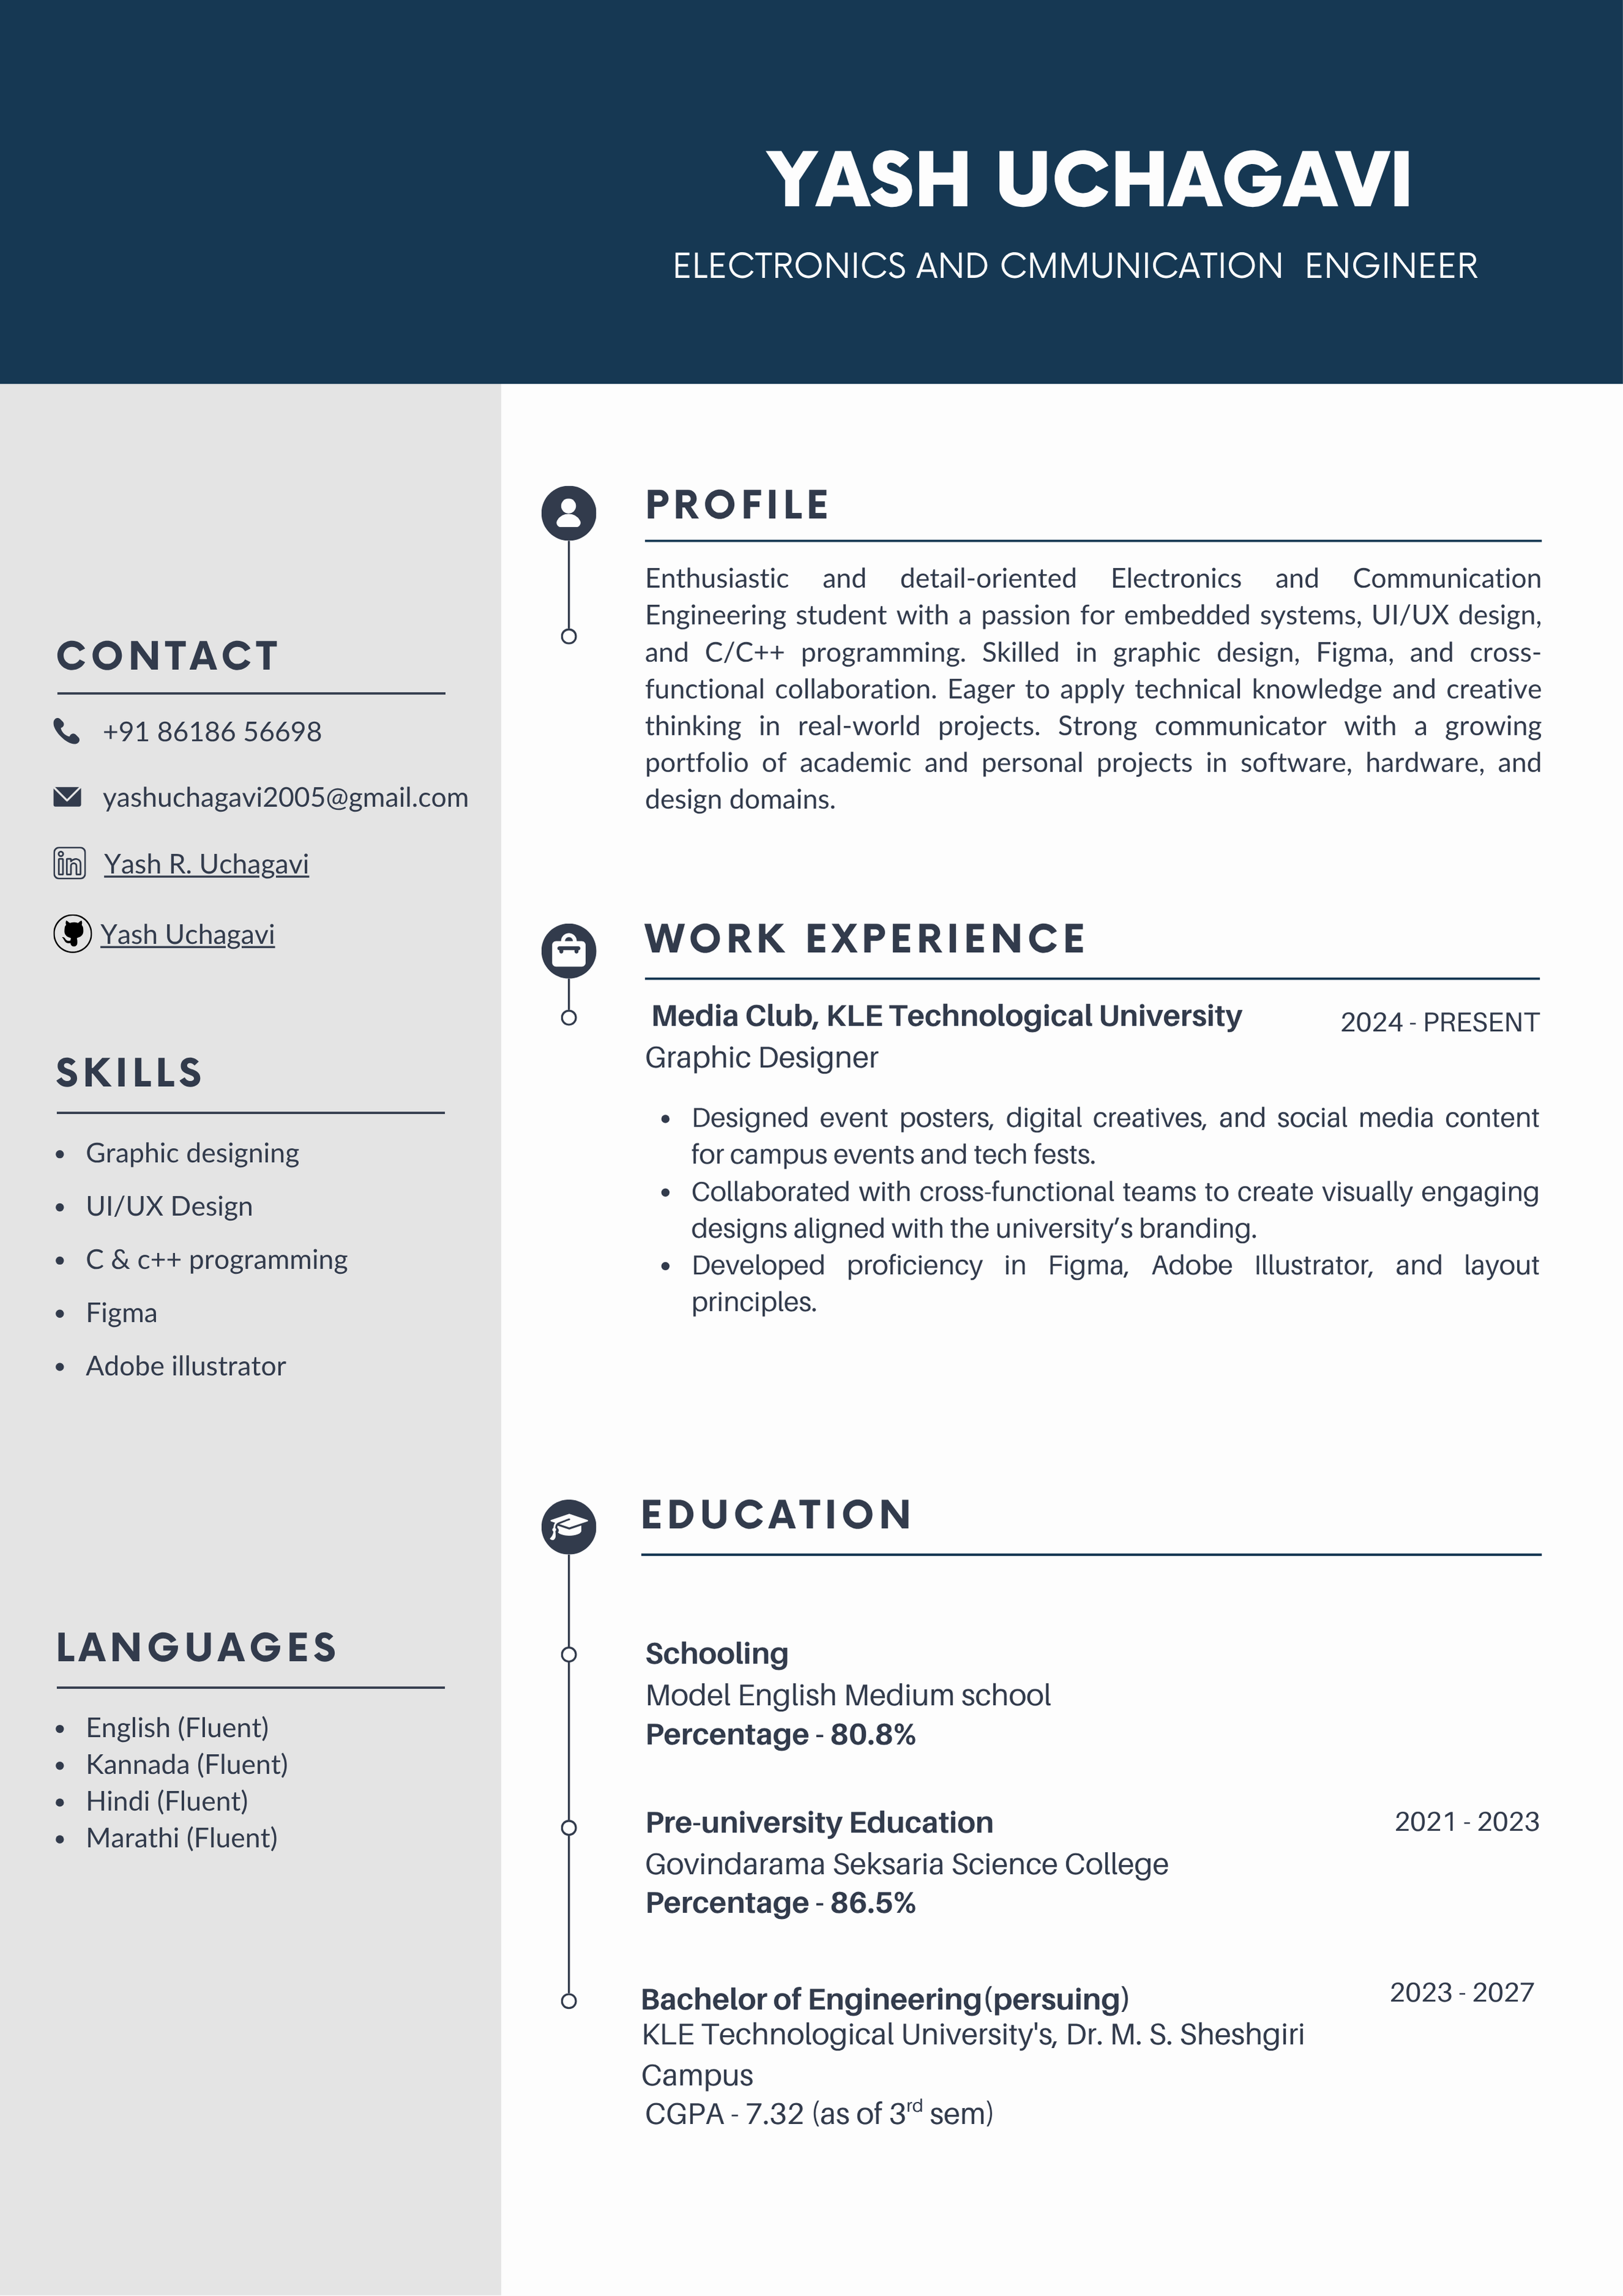 YASH UCHAGAVI
ELECTRONICS AND CMMUNICATION ENGINEER
CONTACT
+91 86186 56698
yashuchagavi2005@gmail.com
in Yash R. Uchagavi
Yash Uchagavi
SKILLS
• Graphic designing
• UI/UX Design
• C & c++ programming
• Figma
• Adobe illustrator
LANGUAGES
• English (Fluent)
• Kannada (Fluent)
• Hindi (Fluent)
• Marathi (Fluent)
PROFILE
Enthusiastic and detail-oriented Electronics and Communication
Engineering student with a passion for embedded systems, UI/UX design,
and C/C++ programming. Skilled in graphic design, Figma, and cross-
functional collaboration. Eager to apply technical knowledge and creative
thinking in real-world projects. Strong communicator with a growing
portfolio of academic and personal projects in software, hardware, and
design domains.
WORK EXPERIENCE
Media Club, KLE Technological University 2024 - PRESENT
Graphic Designer
• Designed event posters, digital creatives, and social media content
for campus events and tech fests.
• Collaborated with cross-functional teams to create visually engaging
designs aligned with the university’s branding.
• Developed proficiency in Figma, Adobe Illustrator, and layout
principles.
EDUCATION
Schooling
Model English Medium school
Percentage - 80.8%
Pre-university Education 2021 - 2023
Govindarama Seksaria Science College
Percentage - 86.5%
Bachelor of Engineering(persuing) 2023 - 2027
KLE Technological University's, Dr. M. S. Sheshgiri
Campus
CGPA - 7.32 (as of 3rd sem)